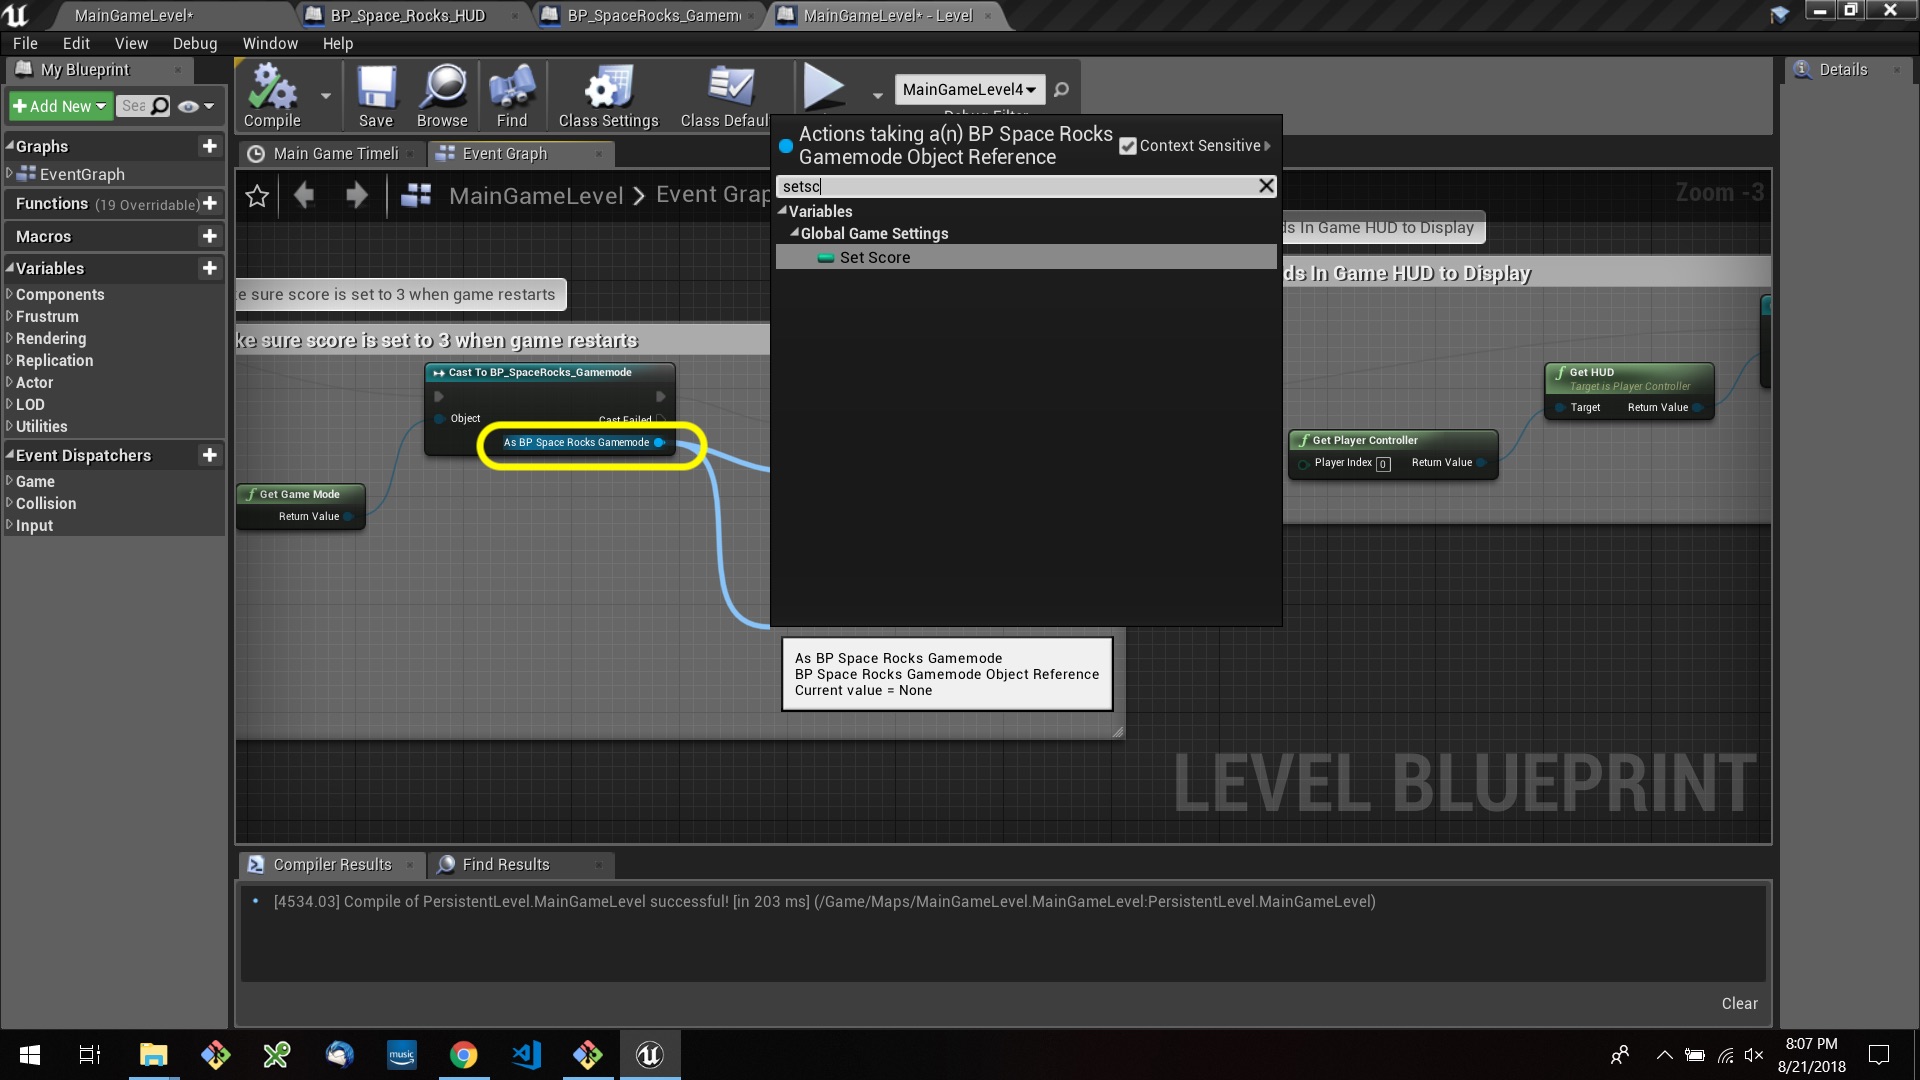 MainGameLevel*
BP_Space_Rocks_HUD
BP_SpaceRocks_Gamem
MainGameLevel* - Level
File
Edit
View
Debug
Window
Help
My Blueprint
Details
Add New
Sea
Compile
Save
Browse
Find
Class Settings
Class Defaul
MainGameLevel4
Debug Filter
Graphs
EventGraph
Functions (19 Overridable)
Macros
Variables
Components
Frustrum
Rendering
Replication
Actor
LOD
Utilities
Event Dispatchers
Game
Collision
Input
Main Game Timeli
Event Graph
MainGameLevel > Event Grap
Zoom -3
Actions taking a(n) BP Space Rocks
Gamemode Object Reference
Context Sensitive
setsc
Variables
Global Game Settings
Set Score
ke sure score is set to 3 when game restarts
ke sure score is set to 3 when game restarts
ds In Game HUD to Display
ds In Game HUD to Display
Cast To BP_SpaceRocks_Gamemode
Object
Cast Failed
As BP Space Rocks Gamemode
Get Game Mode
Return Value
Get HUD
Target is Player Controller
Target
Return Value
Get Player Controller
Player Index 0
Return Value
As BP Space Rocks Gamemode
BP Space Rocks Gamemode Object Reference
Current value = None
LEVEL BLUEPRINT
Compiler Results
Find Results
[4534.03] Compile of PersistentLevel.MainGameLevel successful! [in 203 ms] (/Game/Maps/MainGameLevel.MainGameLevel:PersistentLevel.MainGameLevel)
Clear
music
8:07 PM
8/21/2018